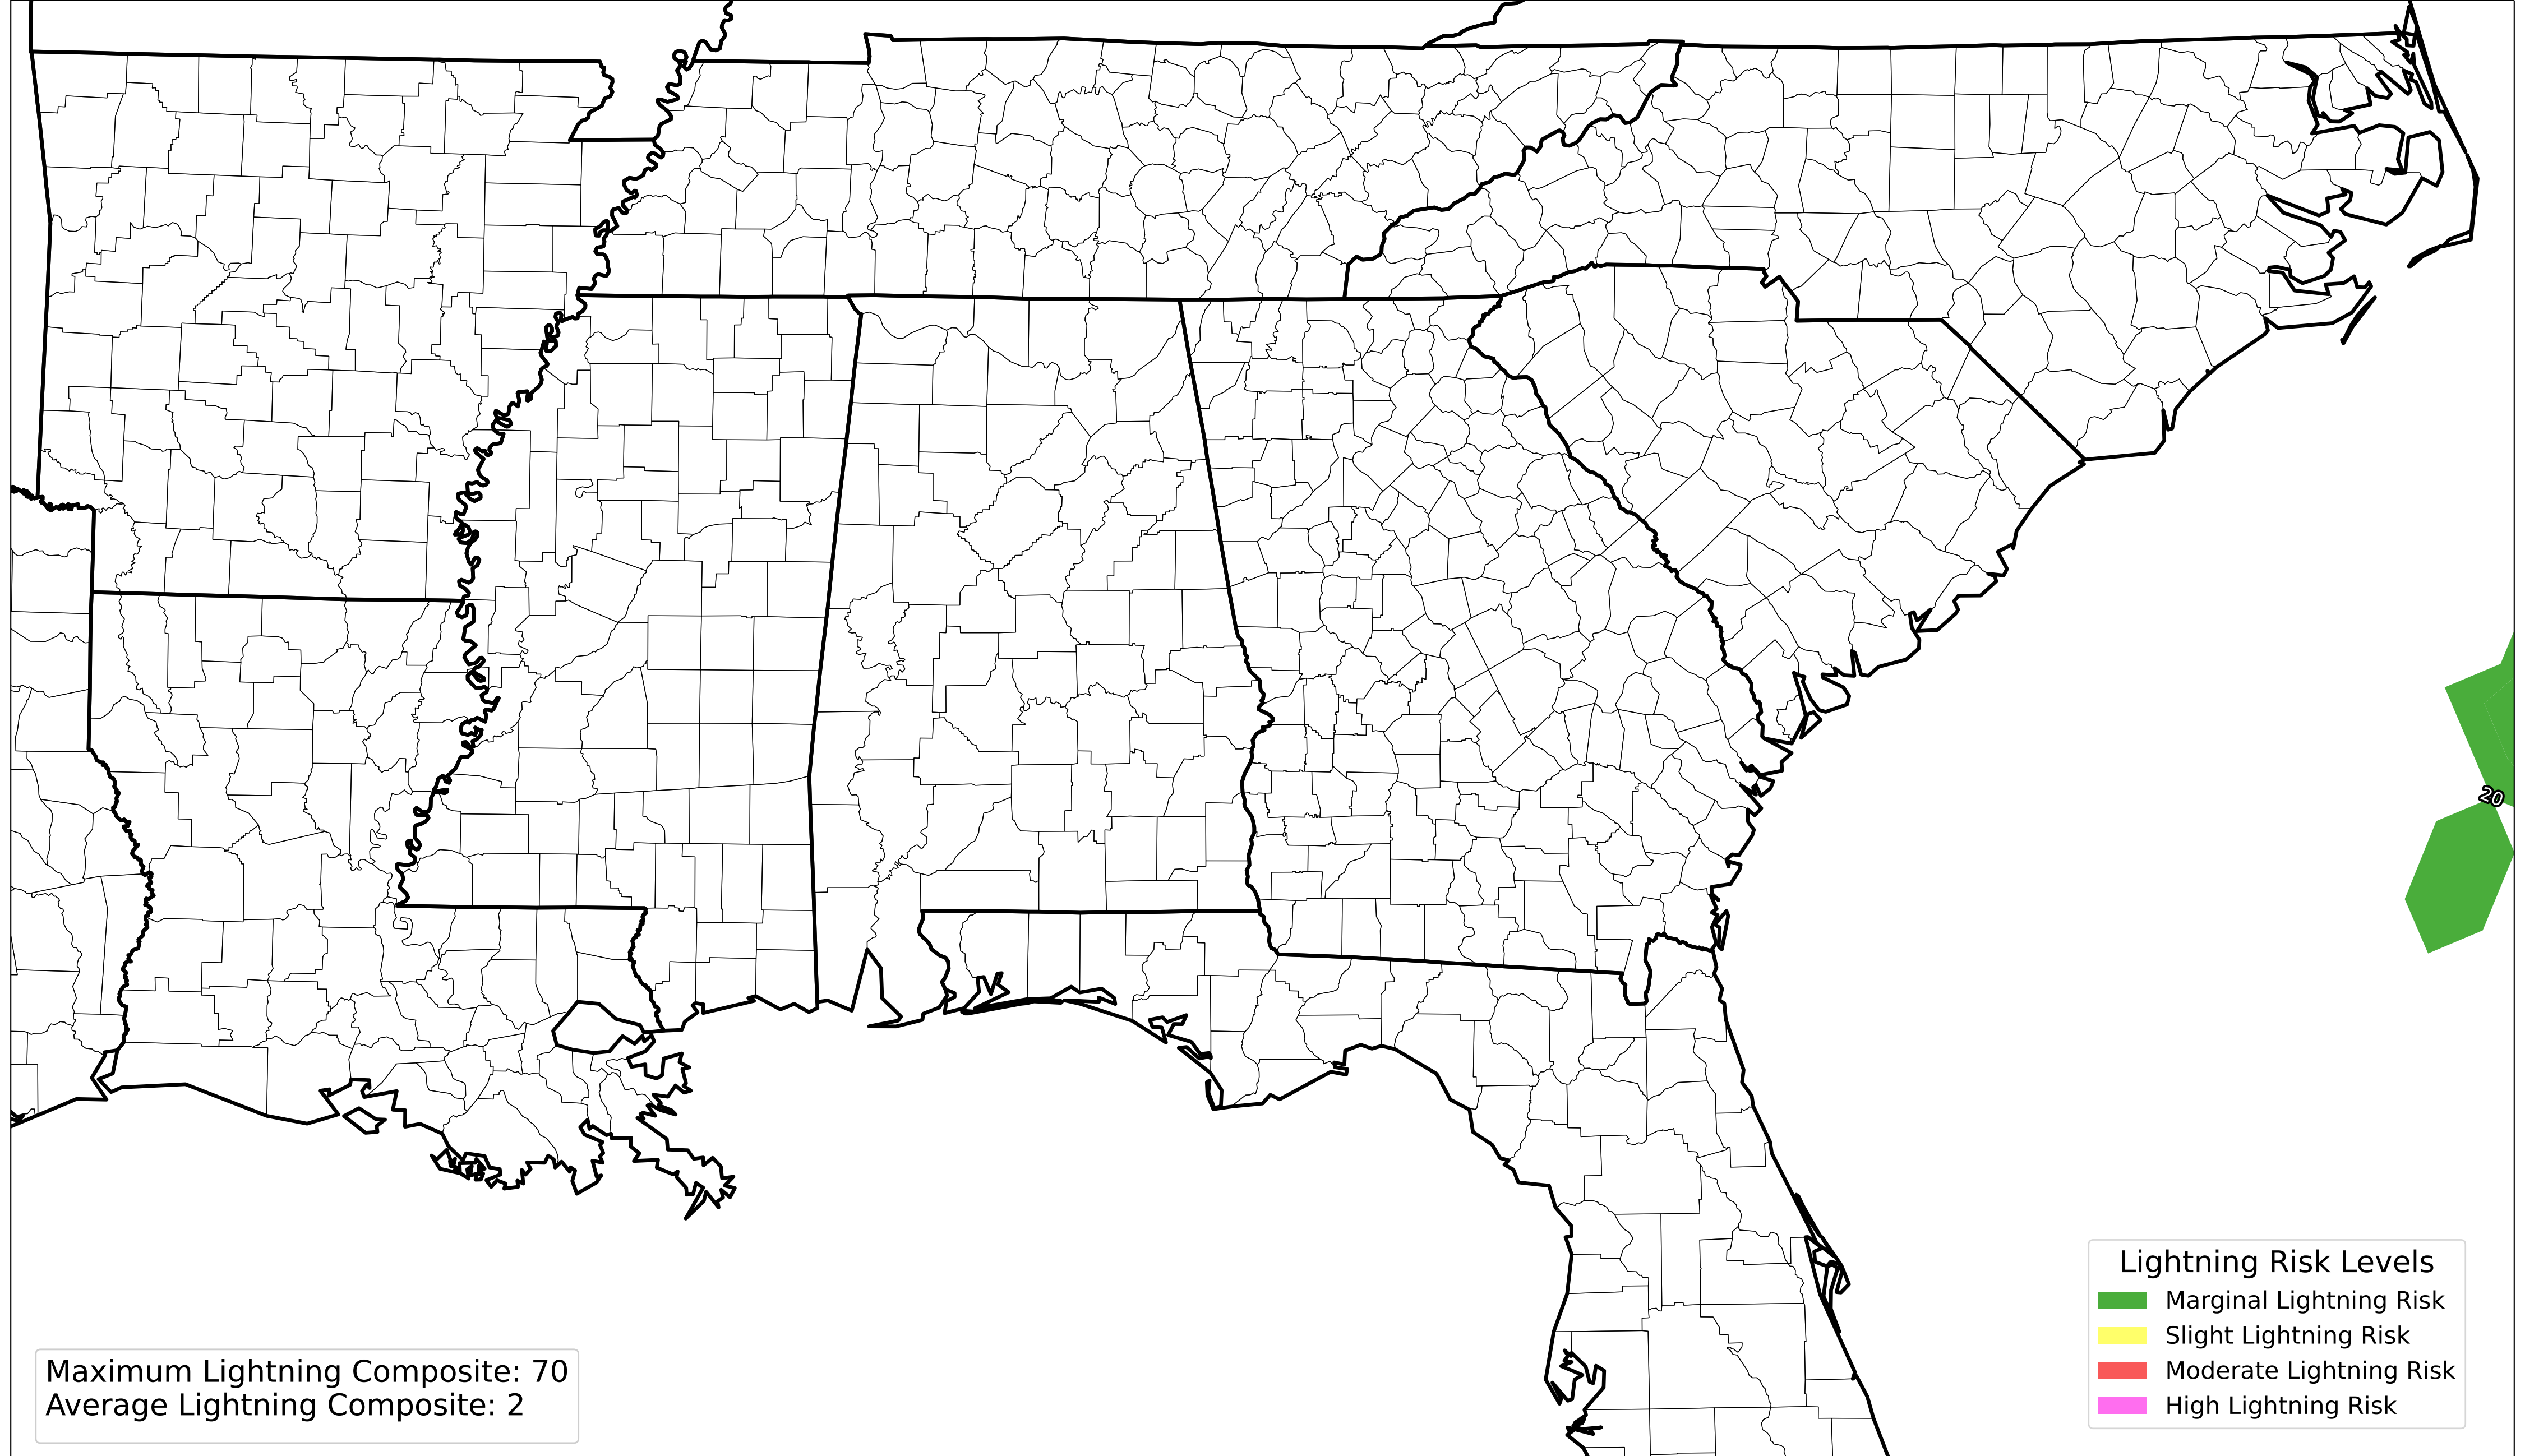 20
Lightning Risk Levels
Marginal Lightning Risk
Slight Lightning Risk
Moderate Lightning Risk
High Lightning Risk
Maximum Lightning Composite: 70
Average Lightning Composite: 2